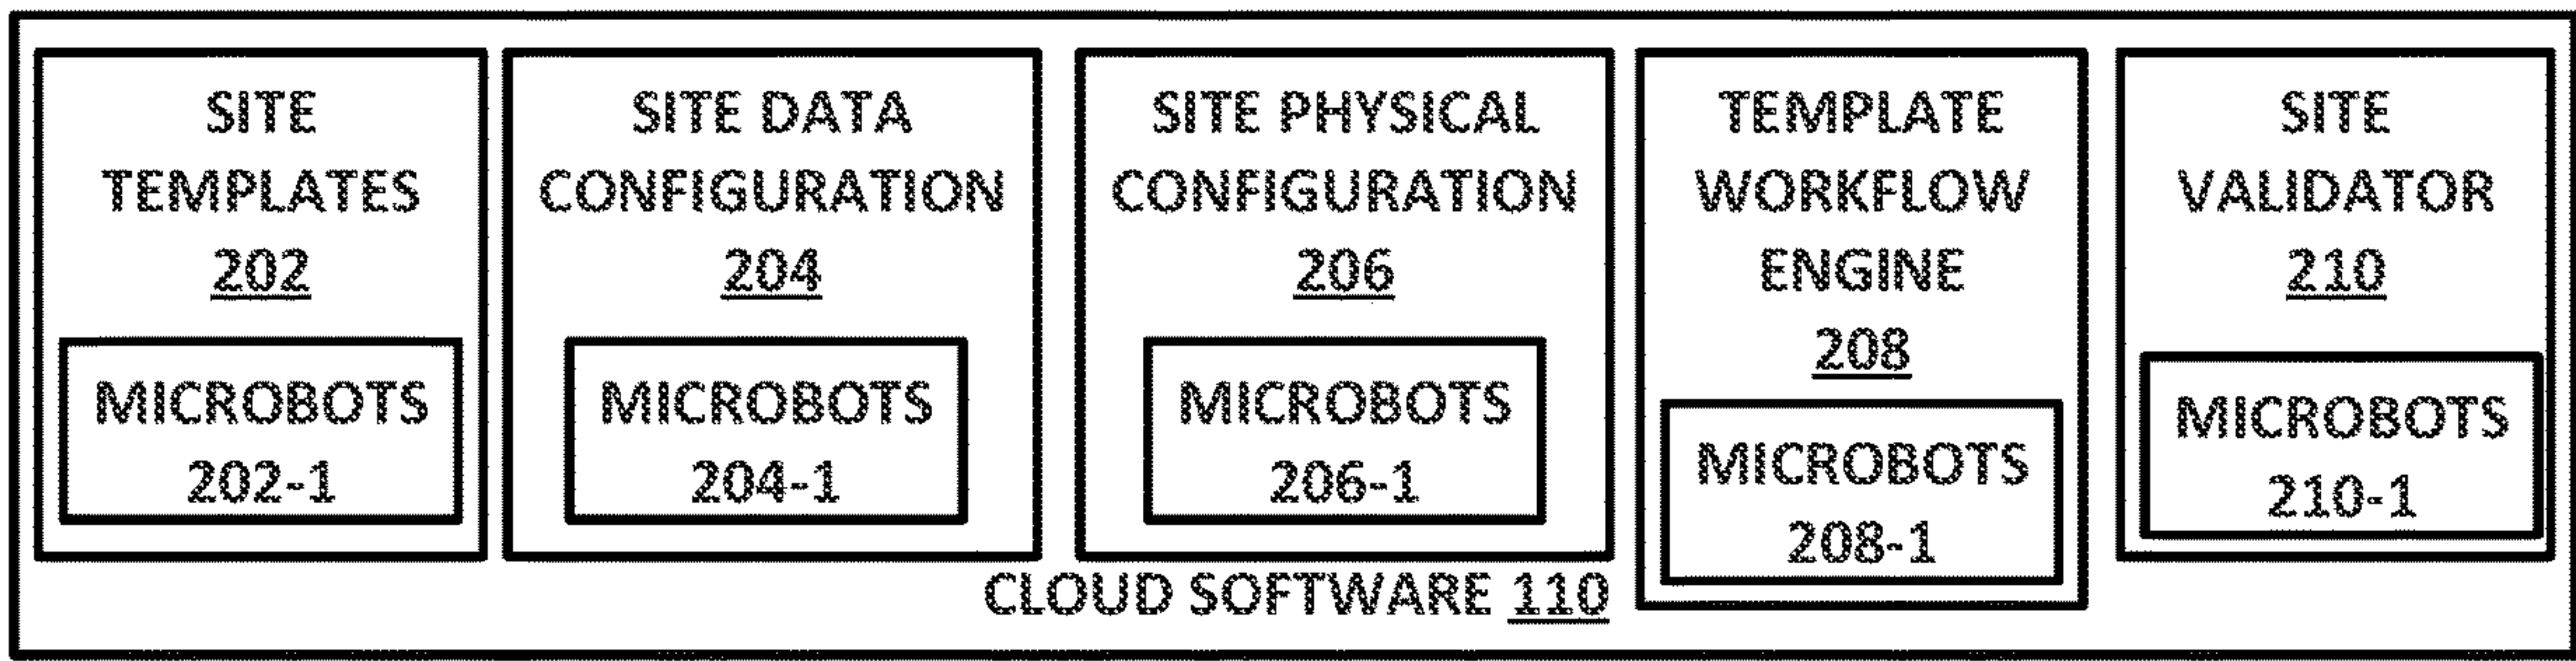 SITE
TEMPLATES
202
MICROBOTS
202-1
SITE DATA
CONFIGURATION
204
MICROBOTS
204-1
SITE PHYSICAL
CONFIGURATION
206
MICROBOTS
206-1
TEMPLATE
WORKFLOW
ENGINE
208
MICROBOTS
208-1
SITE
VALIDATOR
210
MICROBOTS
210-1
CLOUD SOFTWARE 110